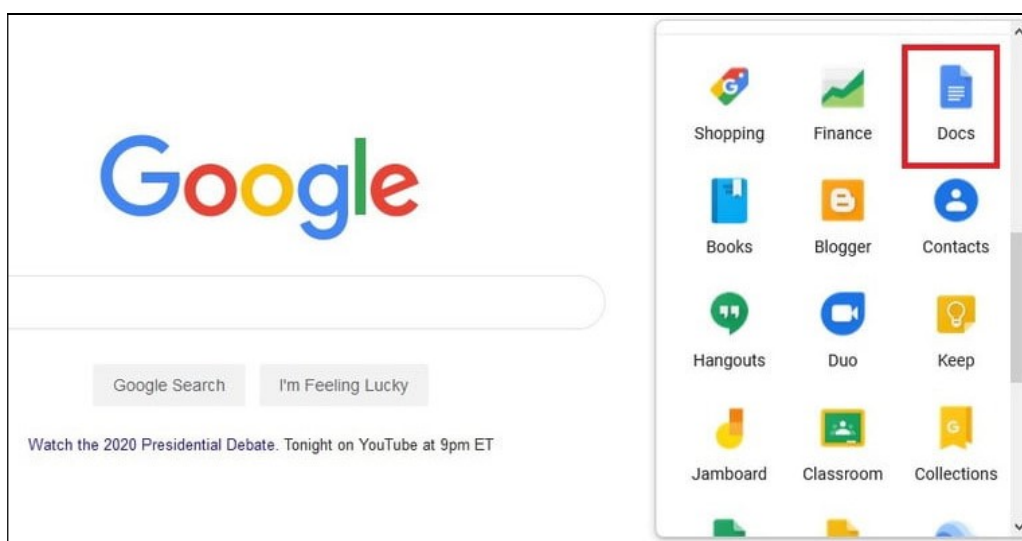 Google
Google Search
I'm Feeling Lucky
Watch the 2020 Presidential Debate. Tonight on YouTube at 9pm ET
G
Shopping
Finance
Docs
Books
Blogger
Contacts
Hangouts
Duo
Keep
Jamboard
Classroom
G
Collections